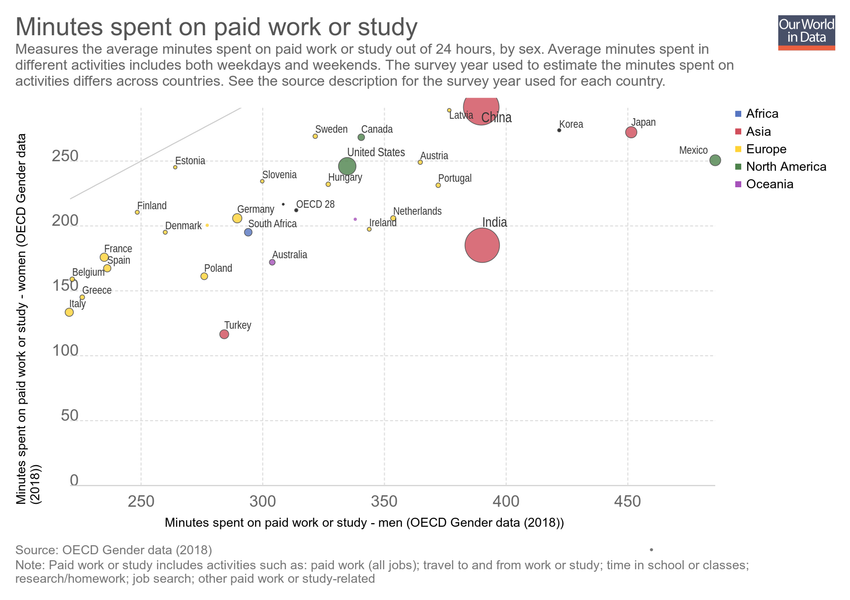 Minutes spent on paid work or study
Our World
in Data
Measures the average minutes spent on paid work or study out of 24 hours, by sex. Average minutes spent in
different activities includes both weekdays and weekends. The survey year used to estimate the minutes spent on
activities differs across countries. See the source description for the survey year used for each country.
Minutes spent on paid work or study - women (OECD Gender data
(2018))
250
200
150
100
50
0
Latvia
China
Korea
Japan
Mexico
Sweden
Canada
United States
Austria
Estonia
Slovenia
Hungary
Portugal
Finland
Germany
OECD 28
Netherlands
Denmark
South Africa
Ireland
India
France
Spain
Australia
Belgium
Poland
Greece
Italy
Turkey
Africa
Asia
Europe
North America
Oceania
250
300
350
400
450
Minutes spent on paid work or study - men (OECD Gender data (2018))
Source: OECD Gender data (2018)
Note: Paid work or study includes activities such as: paid work (all jobs); travel to and from work or study; time in school or classes;
research/homework; job search; other paid work or study-related